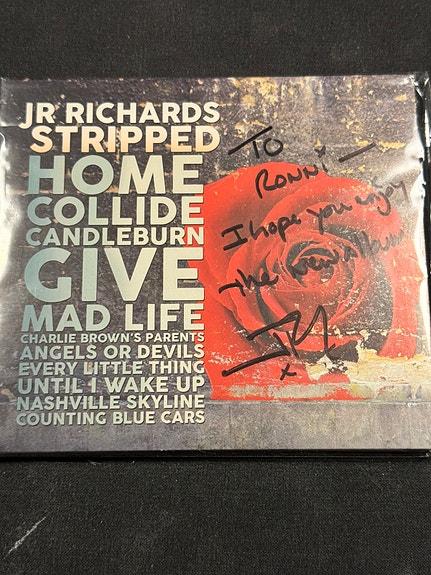 JR RICHARDS
STRIPPED
HOME
COLLIDE
CANDLEBURN
GIVE
MAD LIFE
CHARLIE BROWN'S PARENTS
ANGELS OR DEVILS
EVERY LITTLE THING
UNTIL I WAKE UP
NASHVILLE SKYLINE
COUNTING BLUE CARS
— TO
RONNI —
I hope you enjoy
the new album
JR
x